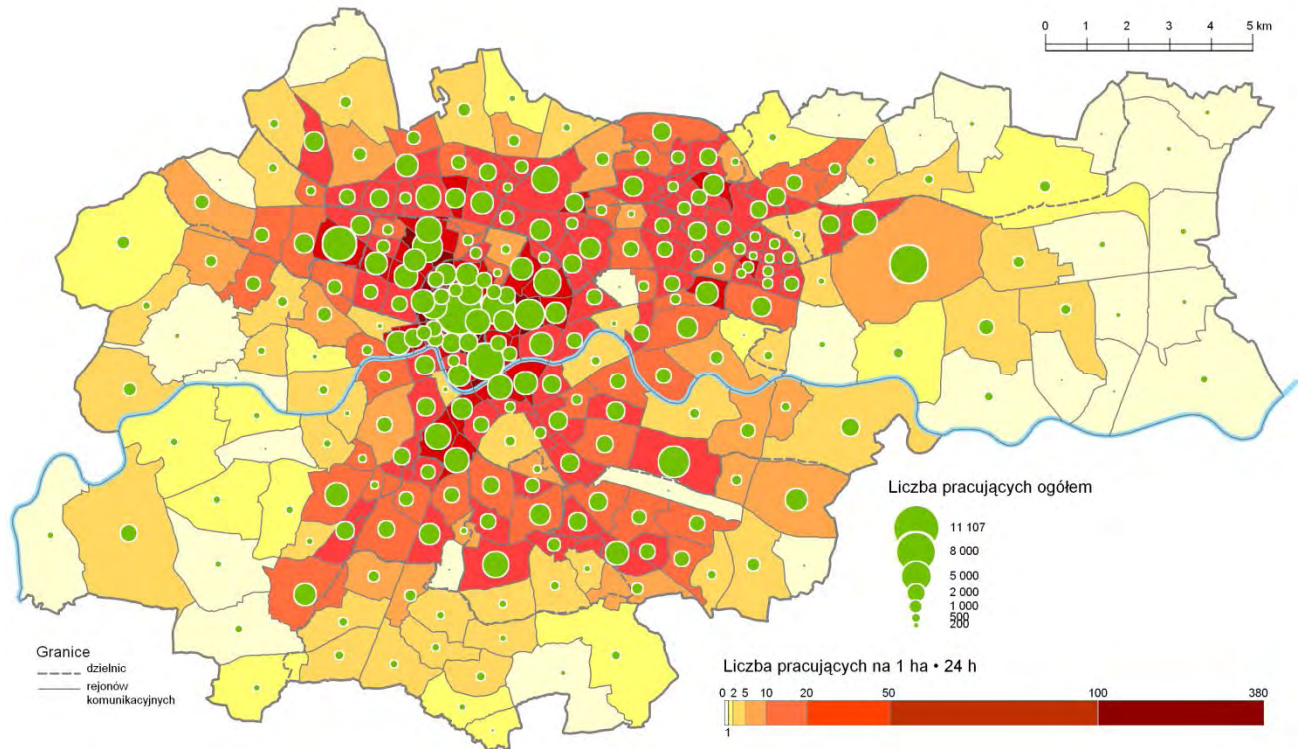 0 1 2 3 4 5 km
Liczba pracujących ogółem
11 107
8 000
5 000
2 000
1 000
500
200
Granice
dzielnic
rejonów
komunikacyjnych
Liczba pracujących na 1 ha • 24 h
0 2 5 10 20 50 100 380
1